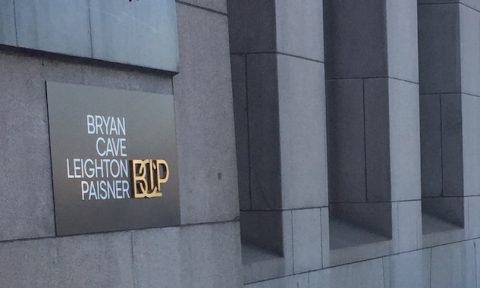 BRYAN
CAVE
LEIGHTON
PAISNER
BCLP